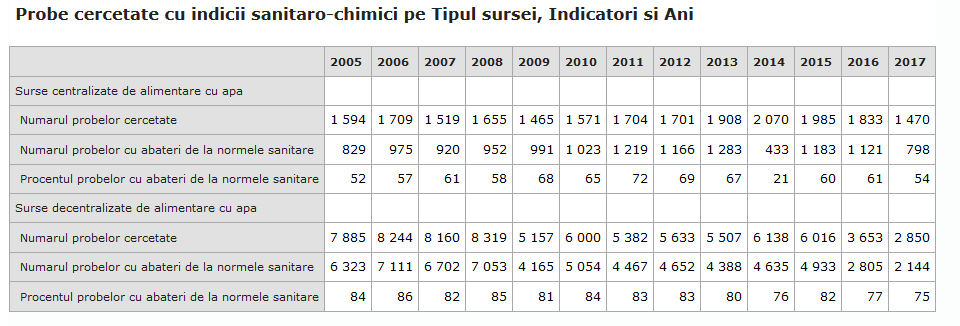 Probe cercetate cu indicii sanitaro-chimici pe Tipul sursei, Indicatori si Ani
2005 2006 2007 2008 2009 2010 2011 2012 2013 2014 2015 2016 2017
Surse centralizate de alimentare cu apa
Numarul probelor cercetate 1 594 1 709 1 519 1 655 1 465 1 571 1 704 1 701 1 908 2 070 1 985 1 833 1 470
Numarul probelor cu abateri de la normele sanitare 829 975 920 952 991 1 023 1 219 1 166 1 283 433 1 183 1 121 798
Procentul probelor cu abateri de la normele sanitare 52 57 61 58 68 65 72 69 67 21 60 61 54
Surse decentralizate de alimentare cu apa
Numarul probelor cercetate 7 885 8 244 8 160 8 319 5 157 6 000 5 382 5 633 5 507 6 138 6 016 3 653 2 850
Numarul probelor cu abateri de la normele sanitare 6 323 7 111 6 702 7 053 4 165 5 054 4 467 4 652 4 388 4 635 4 933 2 805 2 144
Procentul probelor cu abateri de la normele sanitare 84 86 82 85 81 84 83 83 80 76 82 77 75